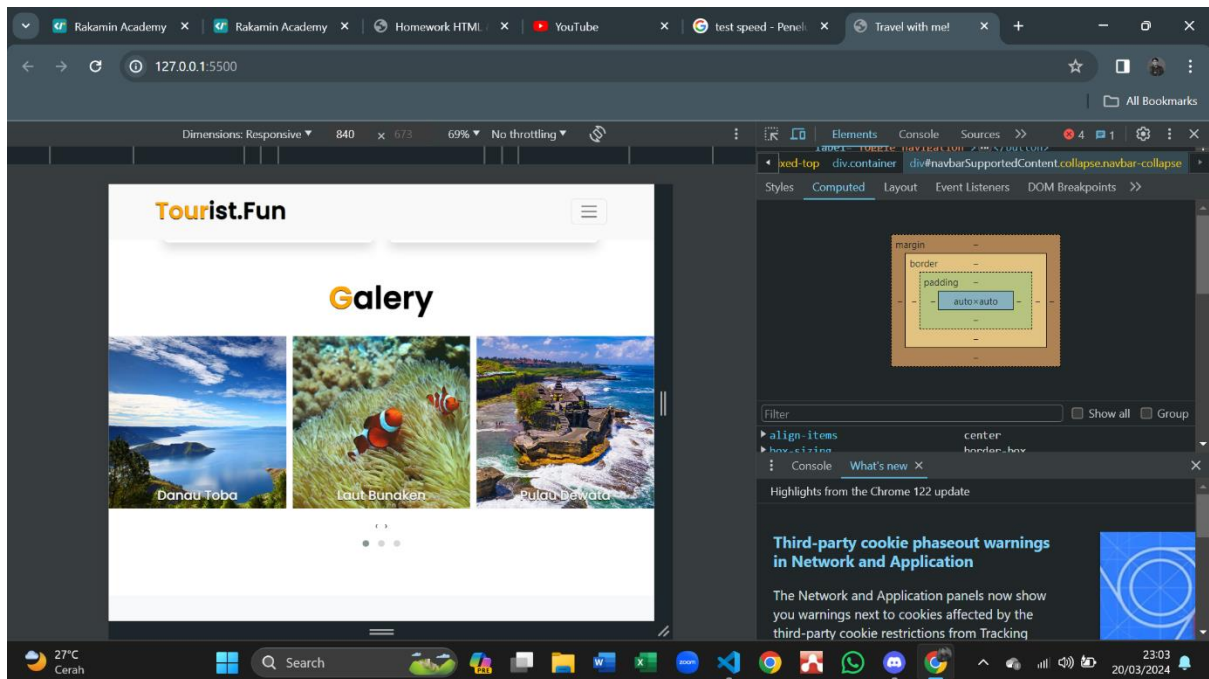 Rakamin Academy
Rakamin Academy
Homework HTML
YouTube
test speed - Penel
Travel with me!
127.0.0.1:5500
All Bookmarks
Dimensions: Responsive ▼ 840 × 673 69% ▼ No throttling ▼
Elements Console Sources 4 1
label="Toggle navigation"></button>
xed-top div.container div#navbarSupportedContent.collapse.navbar-collapse
Styles Computed Layout Event Listeners DOM Breakpoints
Tourist.Fun
Galery
Danau Toba
Laut Bunaken
Pulau Dewata
margin –
border –
padding –
auto×auto
Filter Show all Group
align-items center
box-sizing border-box
Console What's new
Highlights from the Chrome 122 update
Third-party cookie phaseout warnings
in Network and Application
The Network and Application panels now show
you warnings next to cookies affected by the
third-party cookie restrictions from Tracking
27°C
Cerah
Search
PRE
zoom
23:03
20/03/2024